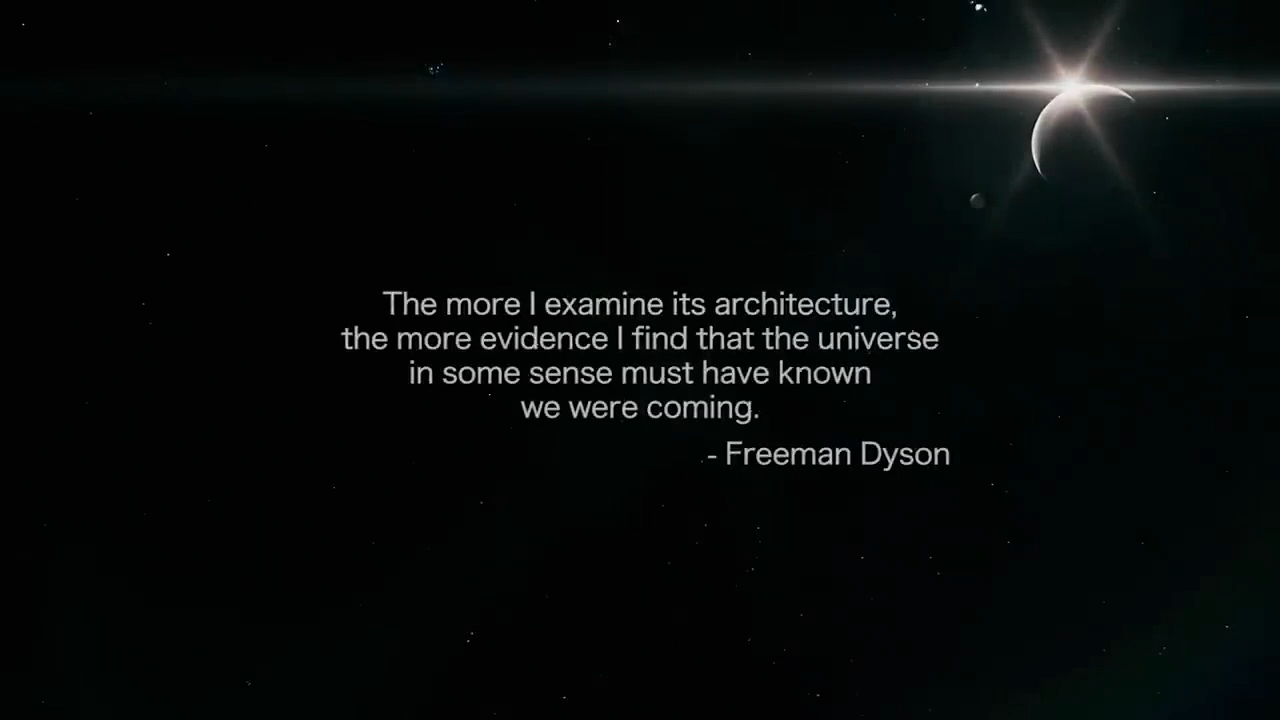 The more I examine its architecture,
the more evidence I find that the universe
in some sense must have known
we were coming.
- Freeman Dyson